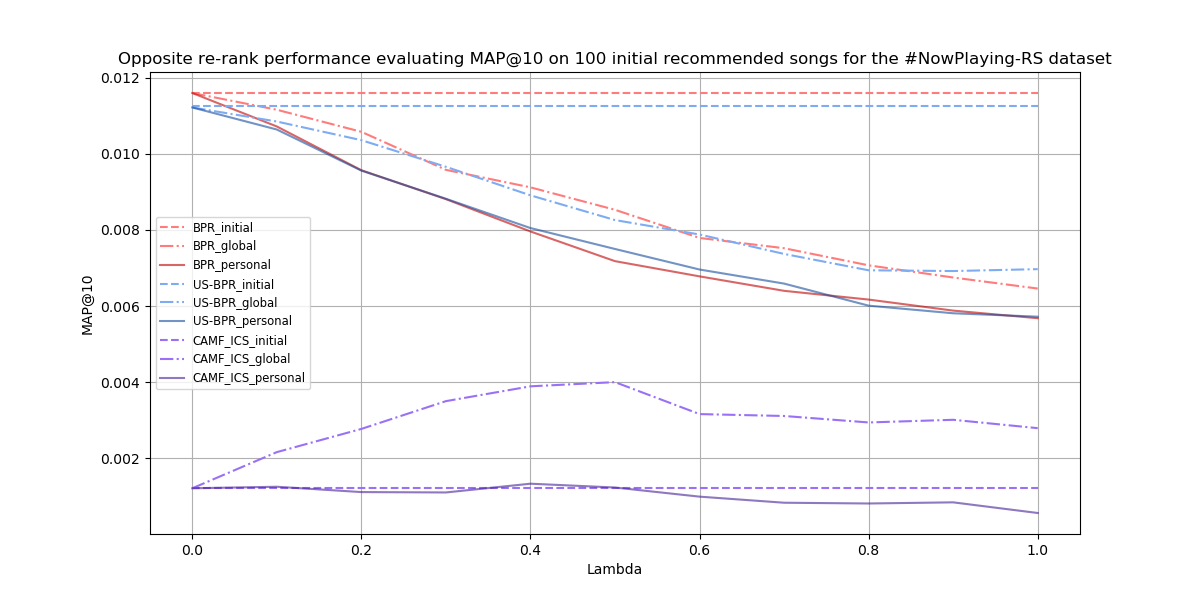 Opposite re-rank performance evaluating MAP@10 on 100 initial recommended songs for the #NowPlaying-RS dataset
0.012
0.010
0.008
0.006
0.004
0.002
MAP@10
BPR_initial
BPR_global
BPR_personal
US-BPR_initial
US-BPR_global
US-BPR_personal
CAMF_ICS_initial
CAMF_ICS_global
CAMF_ICS_personal
0.0 0.2 0.4 0.6 0.8 1.0
Lambda